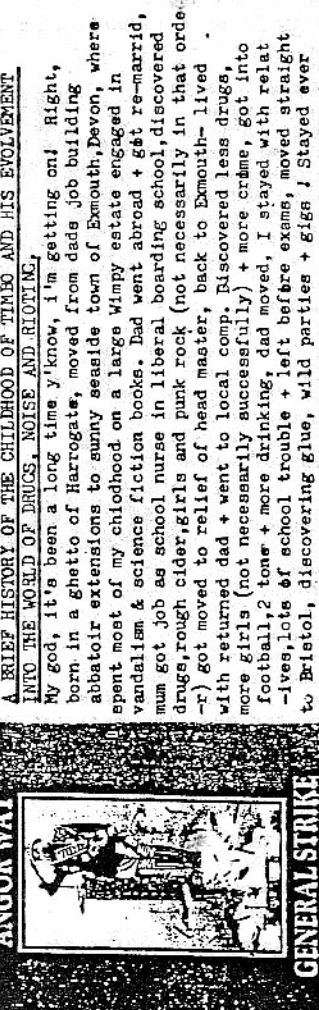 A BRIEF HISTORY OF THE CHILDHOOD OF TIMBO AND HIS EVOLVEMENT
INTO THE WORLD OF DRUGS, NOISE AND RIOTING,
My god, it's been a long time y'know, i'm getting on! Right,
born in a ghetto of Harrogate, moved from dads job building
abbatoir extensions to sunny seaside town of Exmouth,Devon, where
spent most of my chiodhood on a large Wimpy estate engaged in
vandalism & science fiction books. Dad went abroad + got re-marrid,
mum got job as school nurse in liberal boarding school,discovered
drugs,rough cider,girls and punk rock (not necessarily in that orde
-r) got moved to relief of head master, back to Exmouth- lived
with returned dad + went to local comp. Discovered less drugs,
more girls (not necessarily successfully) + more crime, got into
football,2 tone + more drinking, dad moved, I stayed with relat
-ives,lots of school trouble + left before exams, moved straight
to Bristol, discovering glue, wild parties + gigs ! Stayed ever
WAT
GENERAL STRIKE